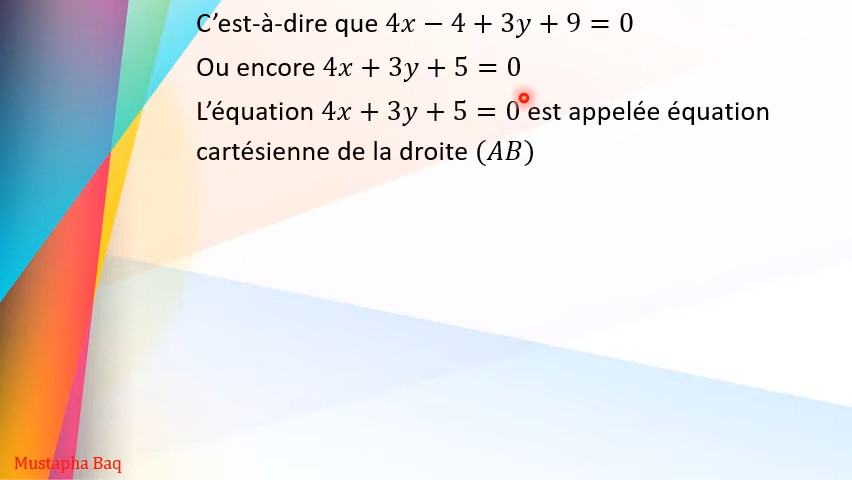 C’est-à-dire que 4𝑥 − 4 + 3𝑦 + 9 = 0
Ou encore 4𝑥 + 3𝑦 + 5 = 0
L’équation 4𝑥 + 3𝑦 + 5 = 0 est appelée équation
cartésienne de la droite (𝐴𝐵)
Mustapha Baq